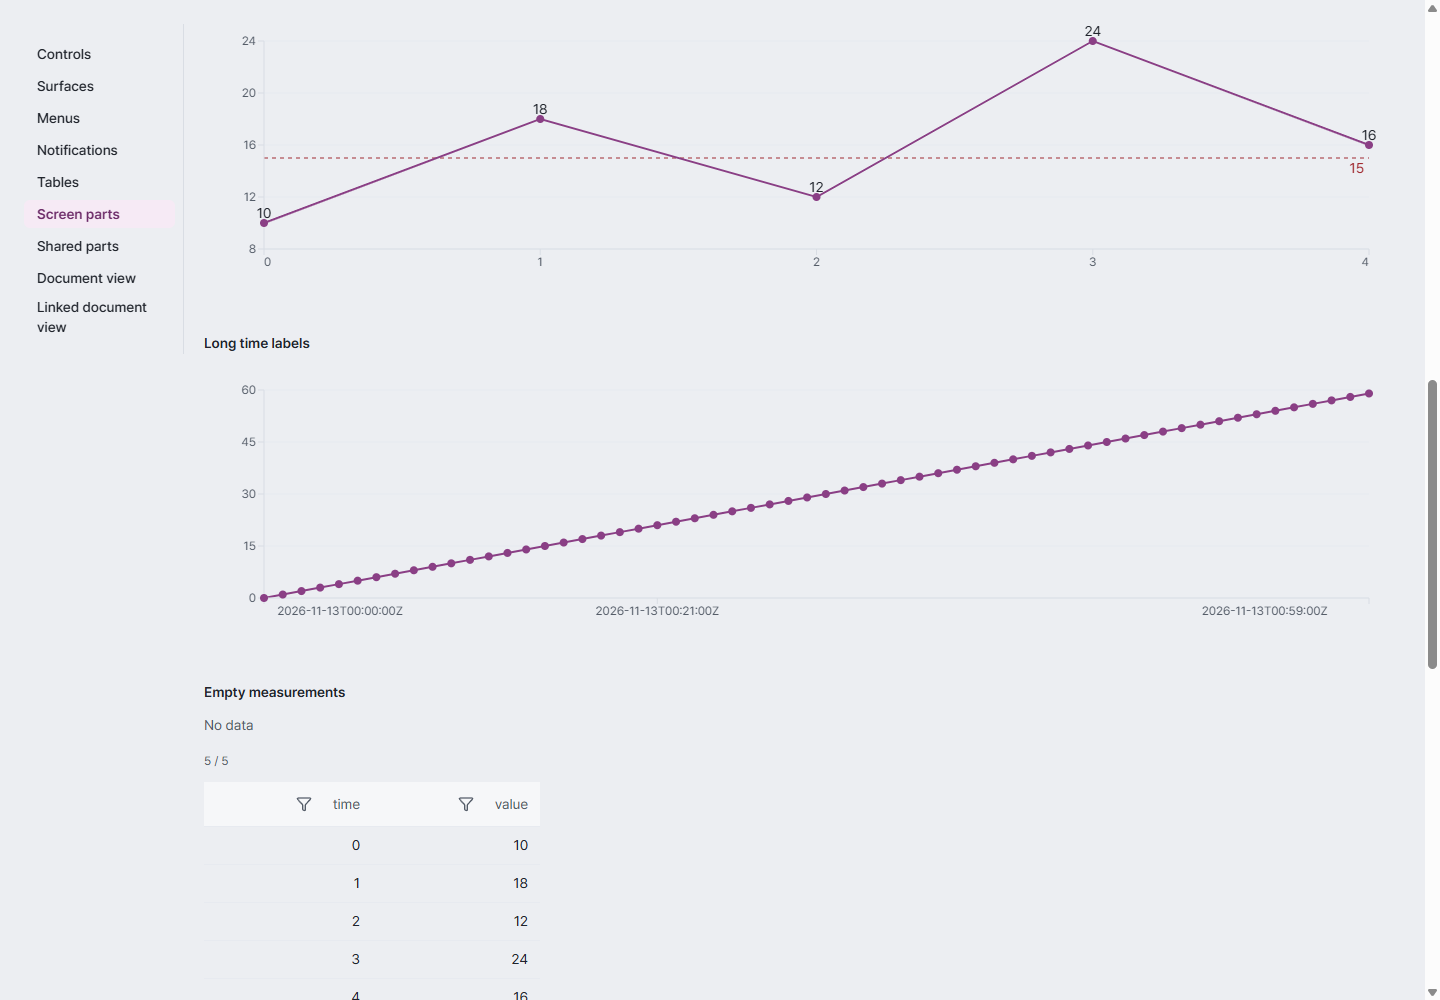 Controls
Surfaces
Menus
Notifications
Tables
Screen parts
Shared parts
Document view
Linked document
view
24
20
16
12
8
10
18
12
24
16
15
0 1 2 3 4
Long time labels
60
45
30
15
0
2026-11-13T00:00:00Z 2026-11-13T00:21:00Z 2026-11-13T00:59:00Z
Empty measurements
No data
5 / 5
time value
0 10
1 18
2 12
3 24
4 16